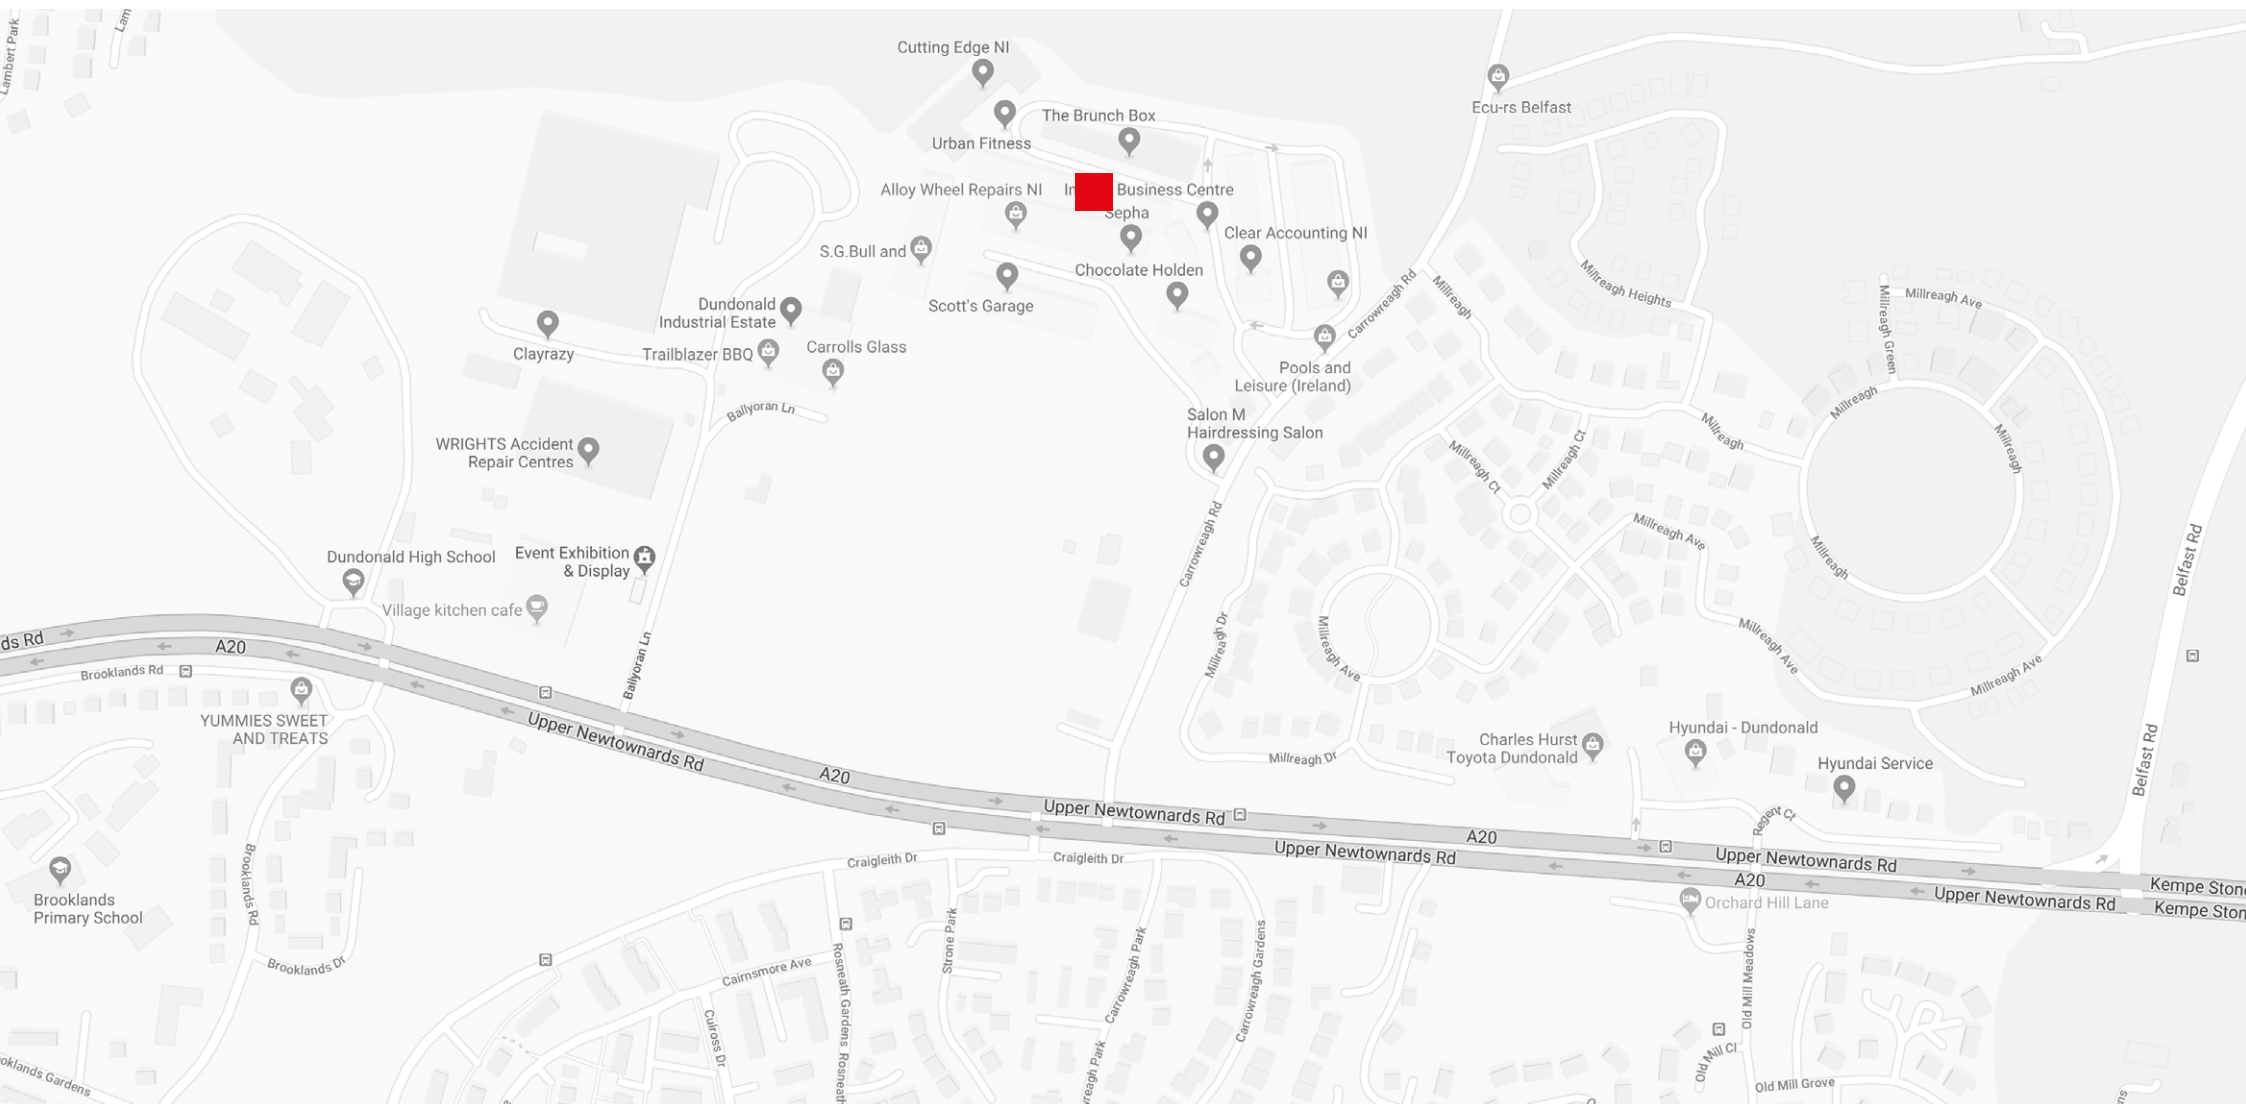 Lambert Park
Lam
Cutting Edge NI
Urban Fitness
The Brunch Box
Ecu-rs Belfast
Alloy Wheel Repairs NI
In
Business Centre
Sepha
S.G.Bull and
Clear Accounting NI
Chocolate Holden
Scott's Garage
Dundonald
Industrial Estate
Clayrazy
Trailblazer BBQ
Carrolls Glass
Ballyoran Ln
Pools and
Leisure (Ireland)
Carrowreagh Rd
Millreagh
Millreagh Heights
Millreagh Green
Millreagh Ave
Millreagh
Millreagh
Millreagh
Millreagh
Salon M
Hairdressing Salon
WRIGHTS Accident
Repair Centres
Millreagh Ct
Millreagh Ct
Millreagh Ave
Dundonald High School
Event Exhibition
& Display
Village kitchen cafe
Carrowreagh Rd
Millreagh Dr
Millreagh Ave
Millreagh Ave
Millreagh Ave
Belfast Rd
Belfast Rd
ds Rd
A20
Brooklands Rd
Ballyoran Ln
YUMMIES SWEET
AND TREATS
Upper Newtownards Rd
A20
Millreagh Dr
Charles Hurst
Toyota Dundonald
Hyundai - Dundonald
Hyundai Service
Regent Ct
Upper Newtownards Rd
A20
Upper Newtownards Rd
Upper Newtownards Rd
A20
Upper Newtownards Rd
Kempe Stone
Kempe Ston
Orchard Hill Lane
Brooklands
Primary School
Brooklands Rd
Brooklands Dr
Craigleith Dr
Craigleith Dr
Cairnsmore Ave
Culross Dr
Rosneath Gardens
Rosneath
Strone Park
Carrowreagh Park
Carrowreagh Gardens
rreagh Park
Old Mill Meadows
Old Mill Cl
Old Mill Grove
oklands Gardens